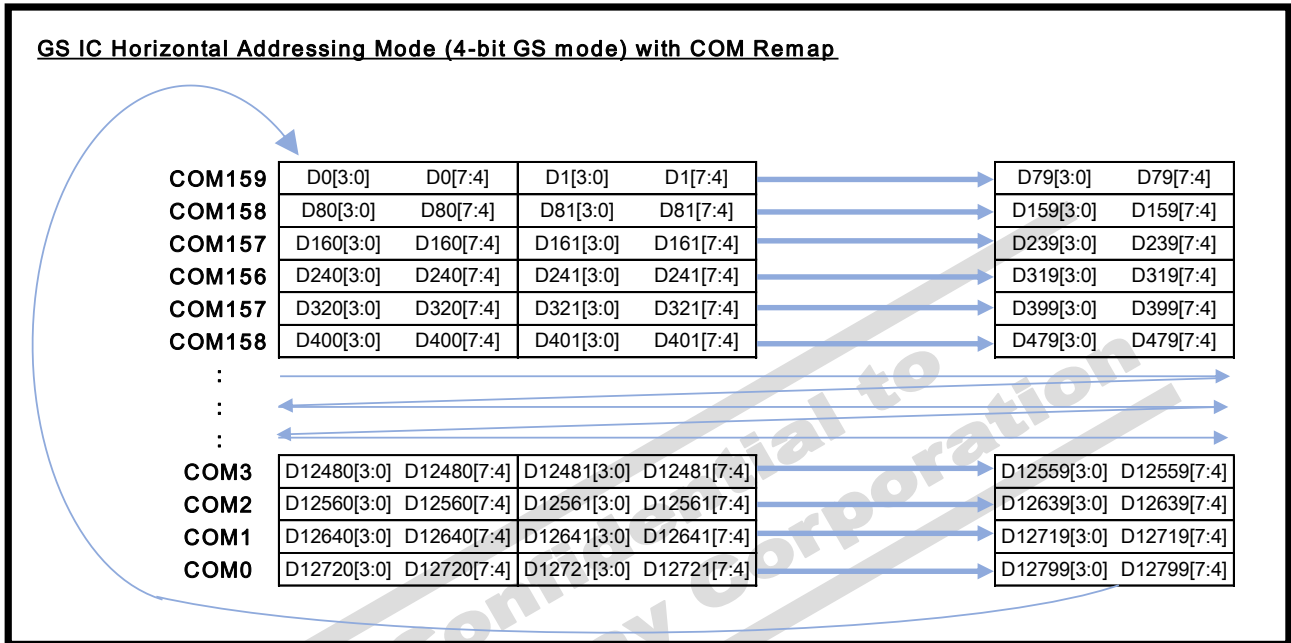 GS IC Horizontal Addressing Mode (4-bit GS mode) with COM Remap
COM159 D0[3:0] D0[7:4] D1[3:0] D1[7:4] D79[3:0] D79[7:4]
COM158 D80[3:0] D80[7:4] D81[3:0] D81[7:4] D159[3:0] D159[7:4]
COM157 D160[3:0] D160[7:4] D161[3:0] D161[7:4] D239[3:0] D239[7:4]
COM156 D240[3:0] D240[7:4] D241[3:0] D241[7:4] D319[3:0] D319[7:4]
COM157 D320[3:0] D320[7:4] D321[3:0] D321[7:4] D399[3:0] D399[7:4]
COM158 D400[3:0] D400[7:4] D401[3:0] D401[7:4] D479[3:0] D479[7:4]
:
:
:
COM3 D12480[3:0] D12480[7:4] D12481[3:0] D12481[7:4] D12559[3:0] D12559[7:4]
COM2 D12560[3:0] D12560[7:4] D12561[3:0] D12561[7:4] D12639[3:0] D12639[7:4]
COM1 D12640[3:0] D12640[7:4] D12641[3:0] D12641[7:4] D12719[3:0] D12719[7:4]
COM0 D12720[3:0] D12720[7:4] D12721[3:0] D12721[7:4] D12799[3:0] D12799[7:4]
Confidential to
Corporation